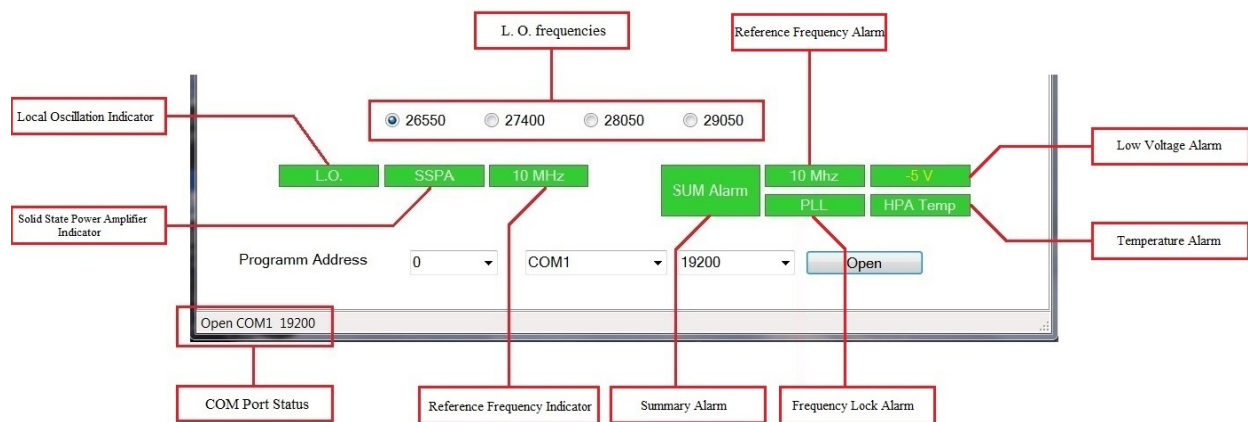 L. O. frequencies
Reference Frequency Alarm
Local Oscillation Indicator
26550 27400 28050 29050
Low Voltage Alarm
L.O. SSPA 10 MHz
SUM Alarm
10 Mhz -5 V
PLL HPA Temp
Solid State Power Amplifier
Indicator
Temperature Alarm
Programm Address 0 COM1 19200 Open
Open COM1 19200
COM Port Status
Reference Frequency Indicator
Summary Alarm
Frequency Lock Alarm